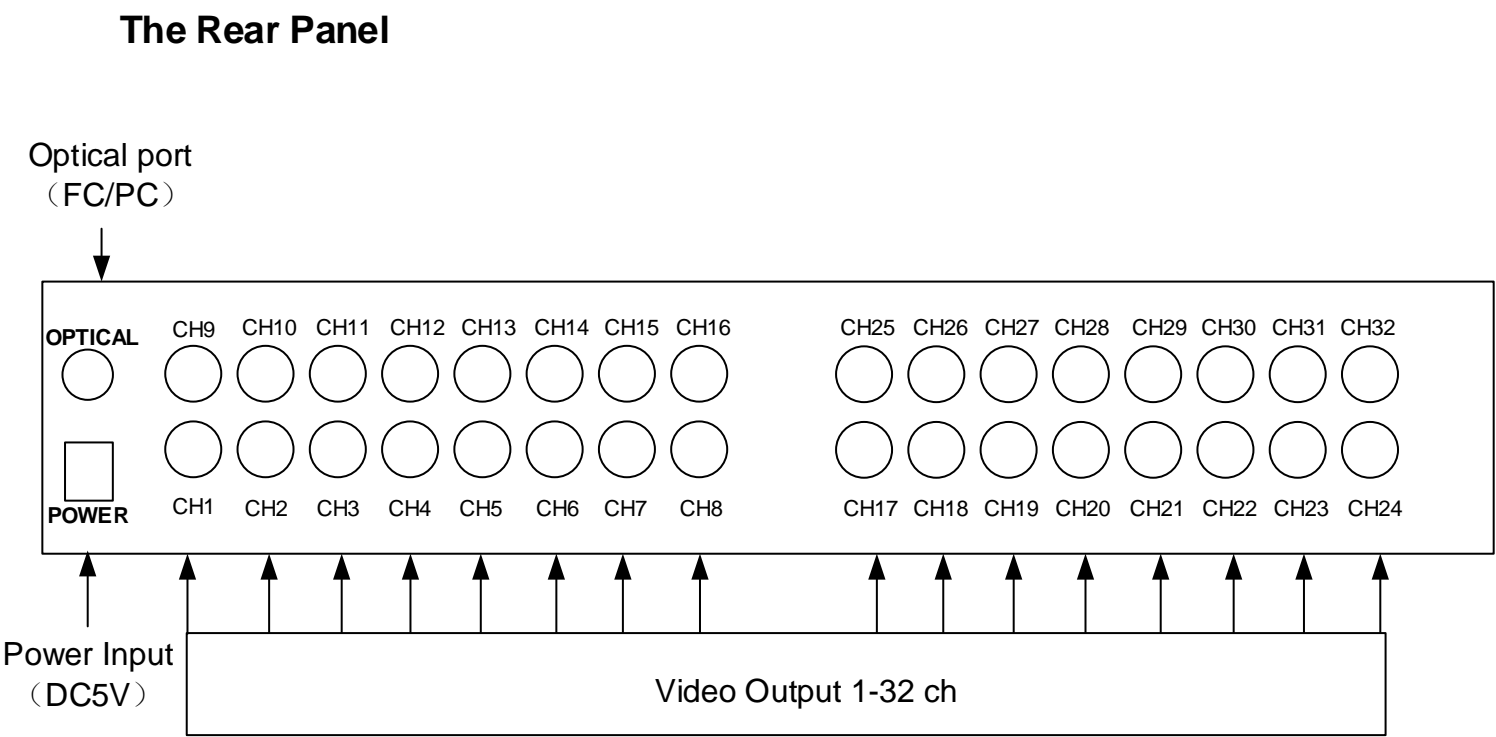 The Rear Panel
Optical port
（FC/PC）
OPTICAL
CH9 CH10 CH11 CH12 CH13 CH14 CH15 CH16 CH25 CH26 CH27 CH28 CH29 CH30 CH31 CH32
POWER
CH1 CH2 CH3 CH4 CH5 CH6 CH7 CH8 CH17 CH18 CH19 CH20 CH21 CH22 CH23 CH24
Power Input
（DC5V）
Video Output 1-32 ch